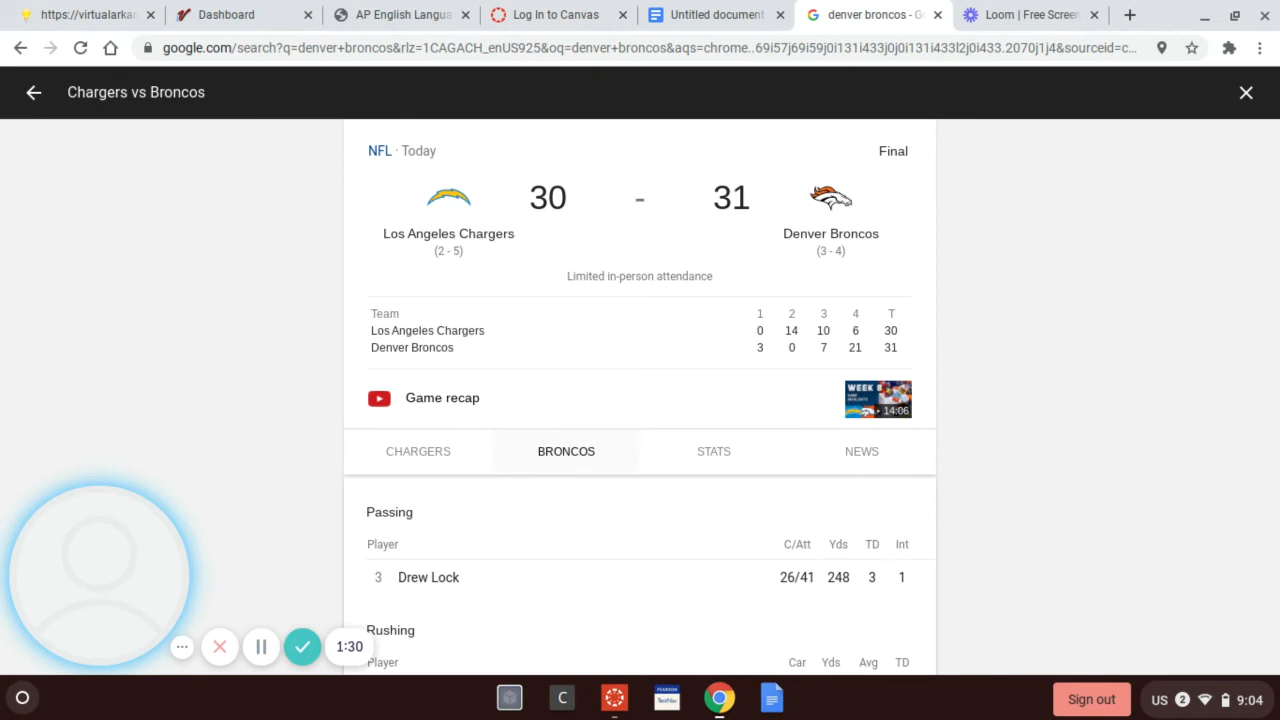 https://virtualarkan
Dashboard
AP English Langua
Log In to Canvas
Untitled document
denver broncos - Go
Loom | Free Screen
google.com/search?q=denver+broncos&rlz=1CAGACH_enUS925&oq=denver+broncos&aqs=chrome..69i57j69i59j0i131i433j0j0i131i433l2j0i433.2070j1j4&sourceid=c...
Chargers vs Broncos
NFL · Today
Final
30 - 31
Los Angeles Chargers
Denver Broncos
(2 - 5)
(3 - 4)
Limited in-person attendance
Team 1 2 3 4 T
Los Angeles Chargers 0 14 10 6 30
Denver Broncos 3 0 7 21 31
Game recap
WEEK 8
14:06
CHARGERS BRONCOS STATS NEWS
Passing
Player C/Att Yds TD Int
3 Drew Lock 26/41 248 3 1
Rushing
Player Car Yds Avg TD
1:30
C
PEARSON
TestNav
Sign out
US 2 9:04